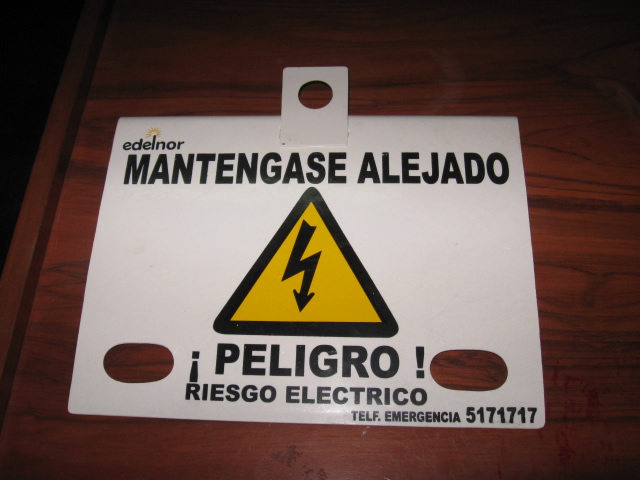 edelnor
MANTENGASE ALEJADO
¡ PELIGRO !
RIESGO ELECTRICO
TELF. EMERGENCIA 5171717